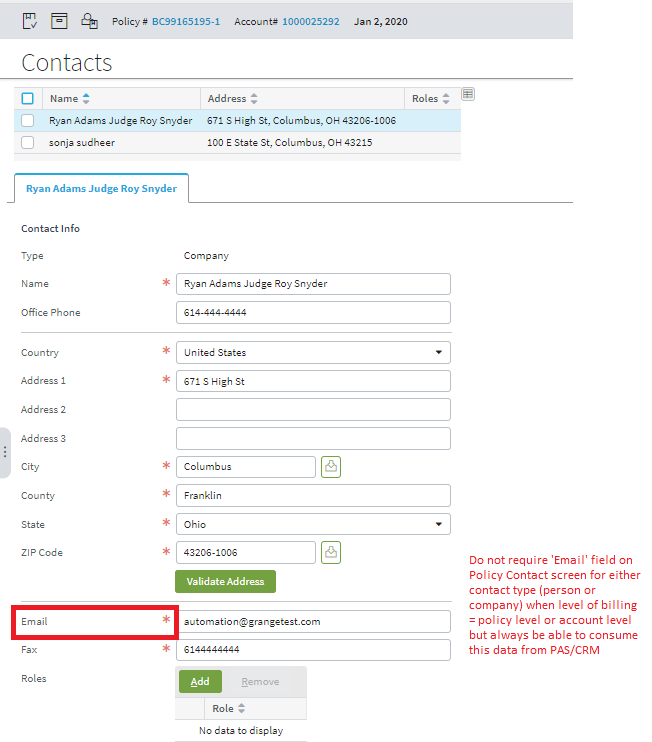 Policy # BC99165195-1 Account# 1000025292 Jan 2, 2020
Contacts
Name Address Roles
Ryan Adams Judge Roy Snyder 671 S High St, Columbus, OH 43206-1006
sonja sudheer 100 E State St, Columbus, OH 43215
Ryan Adams Judge Roy Snyder
Contact Info
Type Company
Name * Ryan Adams Judge Roy Snyder
Office Phone 614-444-4444
Country * United States
Address 1 * 671 S High St
Address 2
Address 3
City * Columbus
County * Franklin
State * Ohio
ZIP Code * 43206-1006
Validate Address
Email * automation@grangetest.com
Fax * 6144444444
Roles
Add Remove
Role
No data to display
Do not require 'Email' field on
Policy Contact screen for either
contact type (person or
company) when level of billing
= policy level or account level
but always be able to consume
this data from PAS/CRM